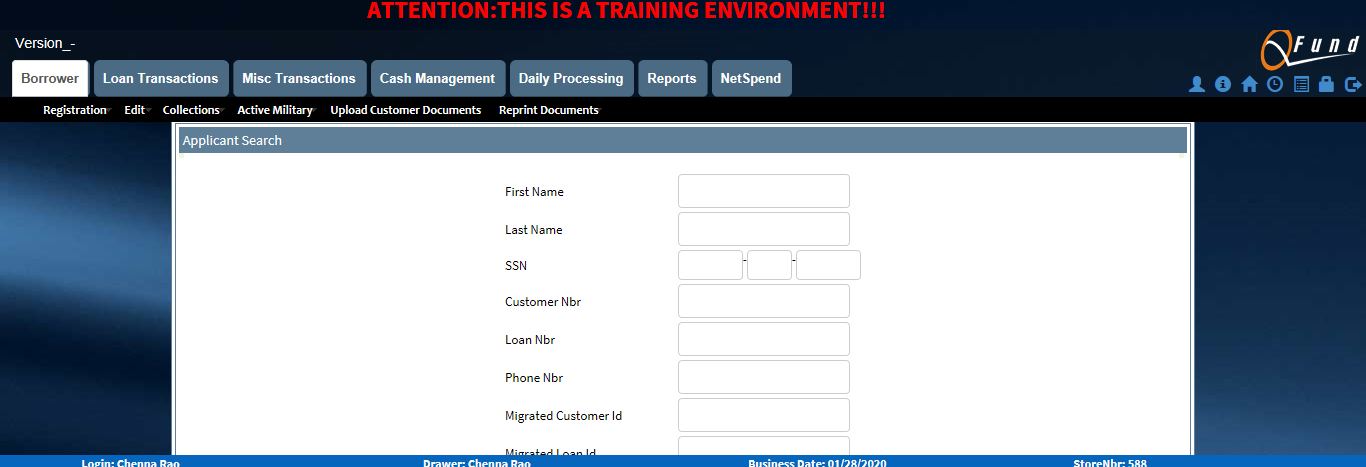 ATTENTION:THIS IS A TRAINING ENVIRONMENT!!!
Version_-
QFund
Borrower Loan Transactions Misc Transactions Cash Management Daily Processing Reports NetSpend
Registration Edit Collections Active Military Upload Customer Documents Reprint Documents
Applicant Search
First Name
Last Name
SSN - -
Customer Nbr
Loan Nbr
Phone Nbr
Migrated Customer Id
Migrated Loan Id
Login: Chenna Rao Drawer: Chenna Rao Business Date: 01/28/2020 StoreNbr: 588